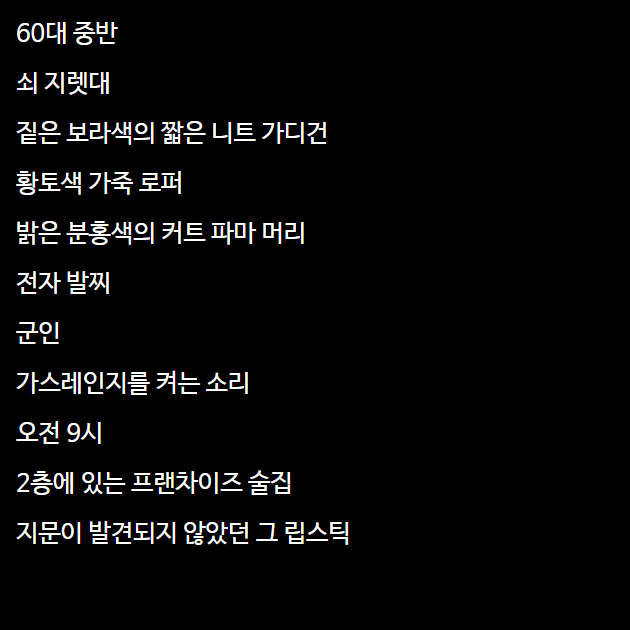 60대 중반
쇠 지렛대
짙은 보라색의 짧은 니트 가디건
황토색 가죽 로퍼
밝은 분홍색의 커트 파마 머리
전자 발찌
군인
가스레인지를 켜는 소리
오전 9시
2층에 있는 프랜차이즈 술집
지문이 발견되지 않았던 그 립스틱